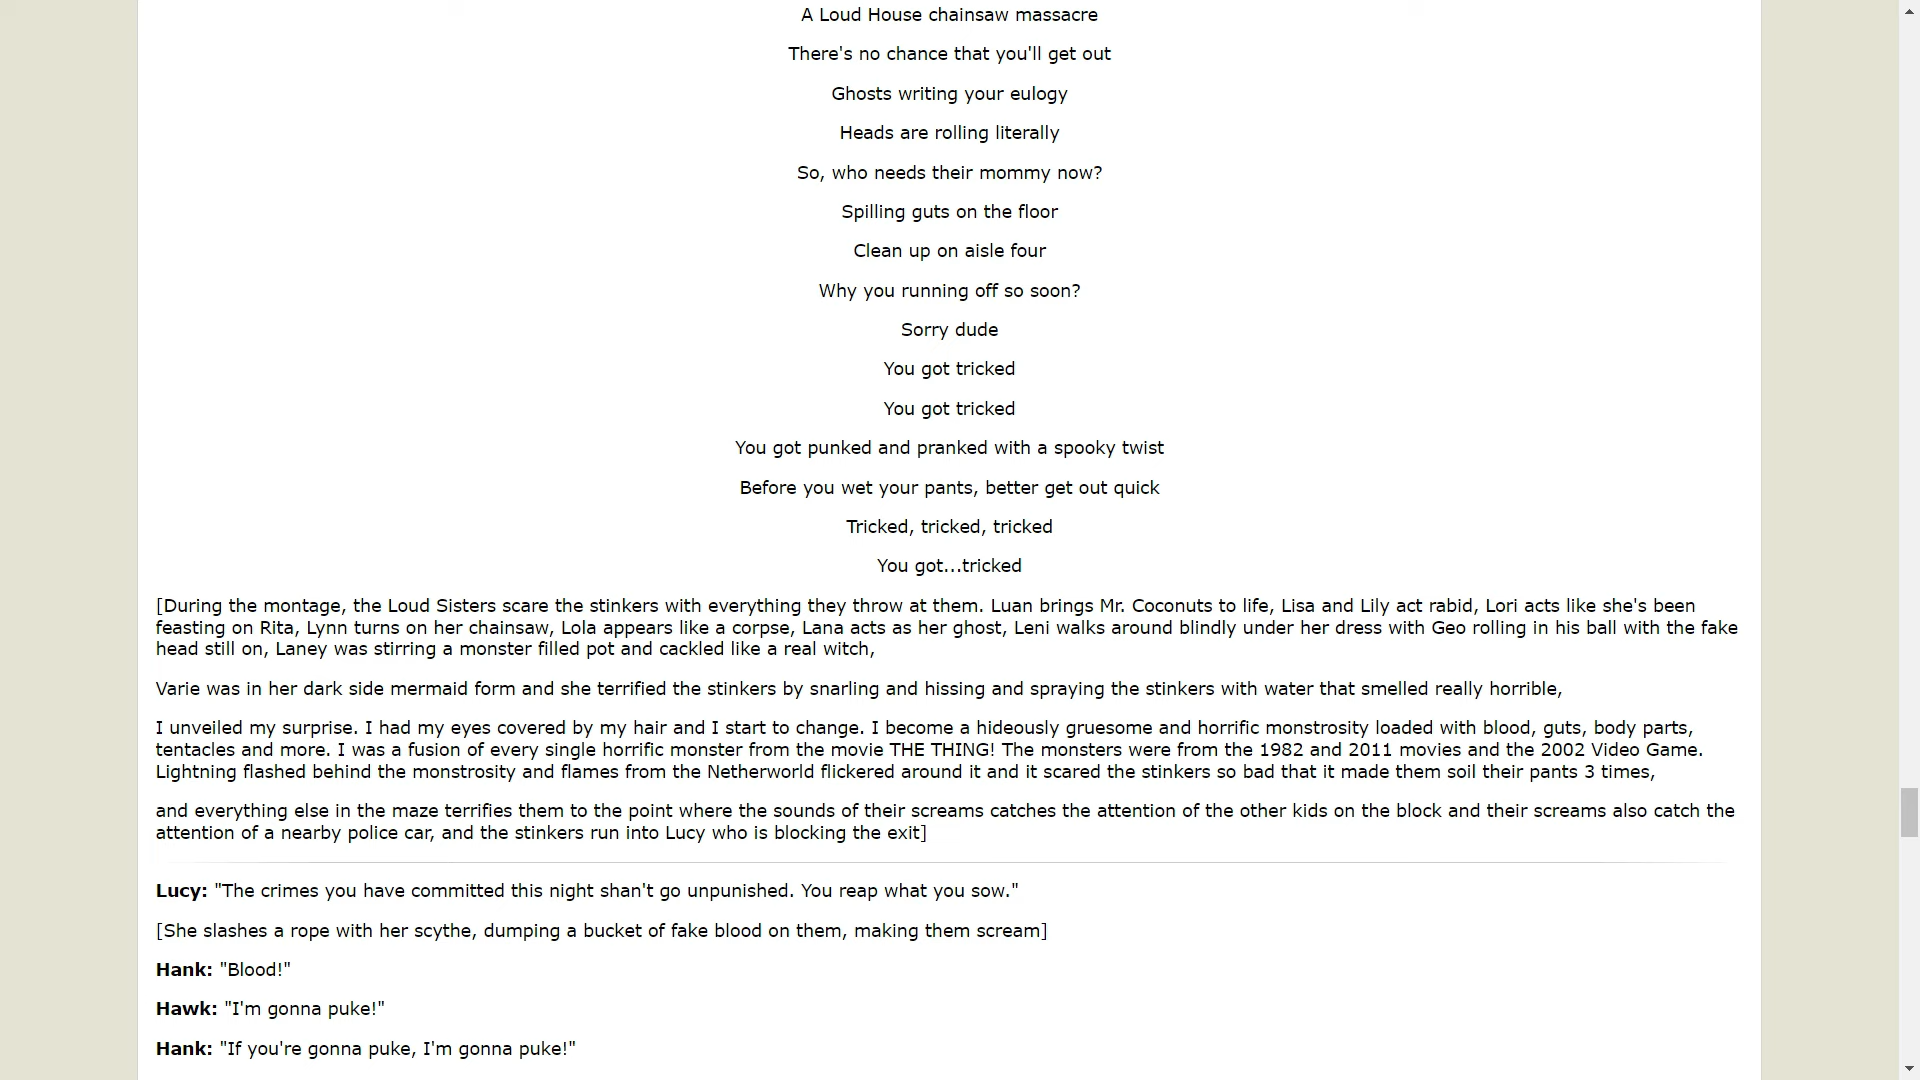 A Loud House chainsaw massacre
There's no chance that you'll get out
Ghosts writing your eulogy
Heads are rolling literally
So, who needs their mommy now?
Spilling guts on the floor
Clean up on aisle four
Why you running off so soon?
Sorry dude
You got tricked
You got tricked
You got punked and pranked with a spooky twist
Before you wet your pants, better get out quick
Tricked, tricked, tricked
You got...tricked
[During the montage, the Loud Sisters scare the stinkers with everything they throw at them. Luan brings Mr. Coconuts to life, Lisa and Lily act rabid, Lori acts like she's been
feasting on Rita, Lynn turns on her chainsaw, Lola appears like a corpse, Lana acts as her ghost, Leni walks around blindly under her dress with Geo rolling in his ball with the fake
head still on, Laney was stirring a monster filled pot and cackled like a real witch,
Varie was in her dark side mermaid form and she terrified the stinkers by snarling and hissing and spraying the stinkers with water that smelled really horrible,
I unveiled my surprise. I had my eyes covered by my hair and I start to change. I become a hideously gruesome and horrific monstrosity loaded with blood, guts, body parts,
tentacles and more. I was a fusion of every single horrific monster from the movie THE THING! The monsters were from the 1982 and 2011 movies and the 2002 Video Game.
Lightning flashed behind the monstrosity and flames from the Netherworld flickered around it and it scared the stinkers so bad that it made them soil their pants 3 times,
and everything else in the maze terrifies them to the point where the sounds of their screams catches the attention of the other kids on the block and their screams also catch the
attention of a nearby police car, and the stinkers run into Lucy who is blocking the exit]
Lucy: "The crimes you have committed this night shan't go unpunished. You reap what you sow."
[She slashes a rope with her scythe, dumping a bucket of fake blood on them, making them scream]
Hank: "Blood!"
Hawk: "I'm gonna puke!"
Hank: "If you're gonna puke, I'm gonna puke!"